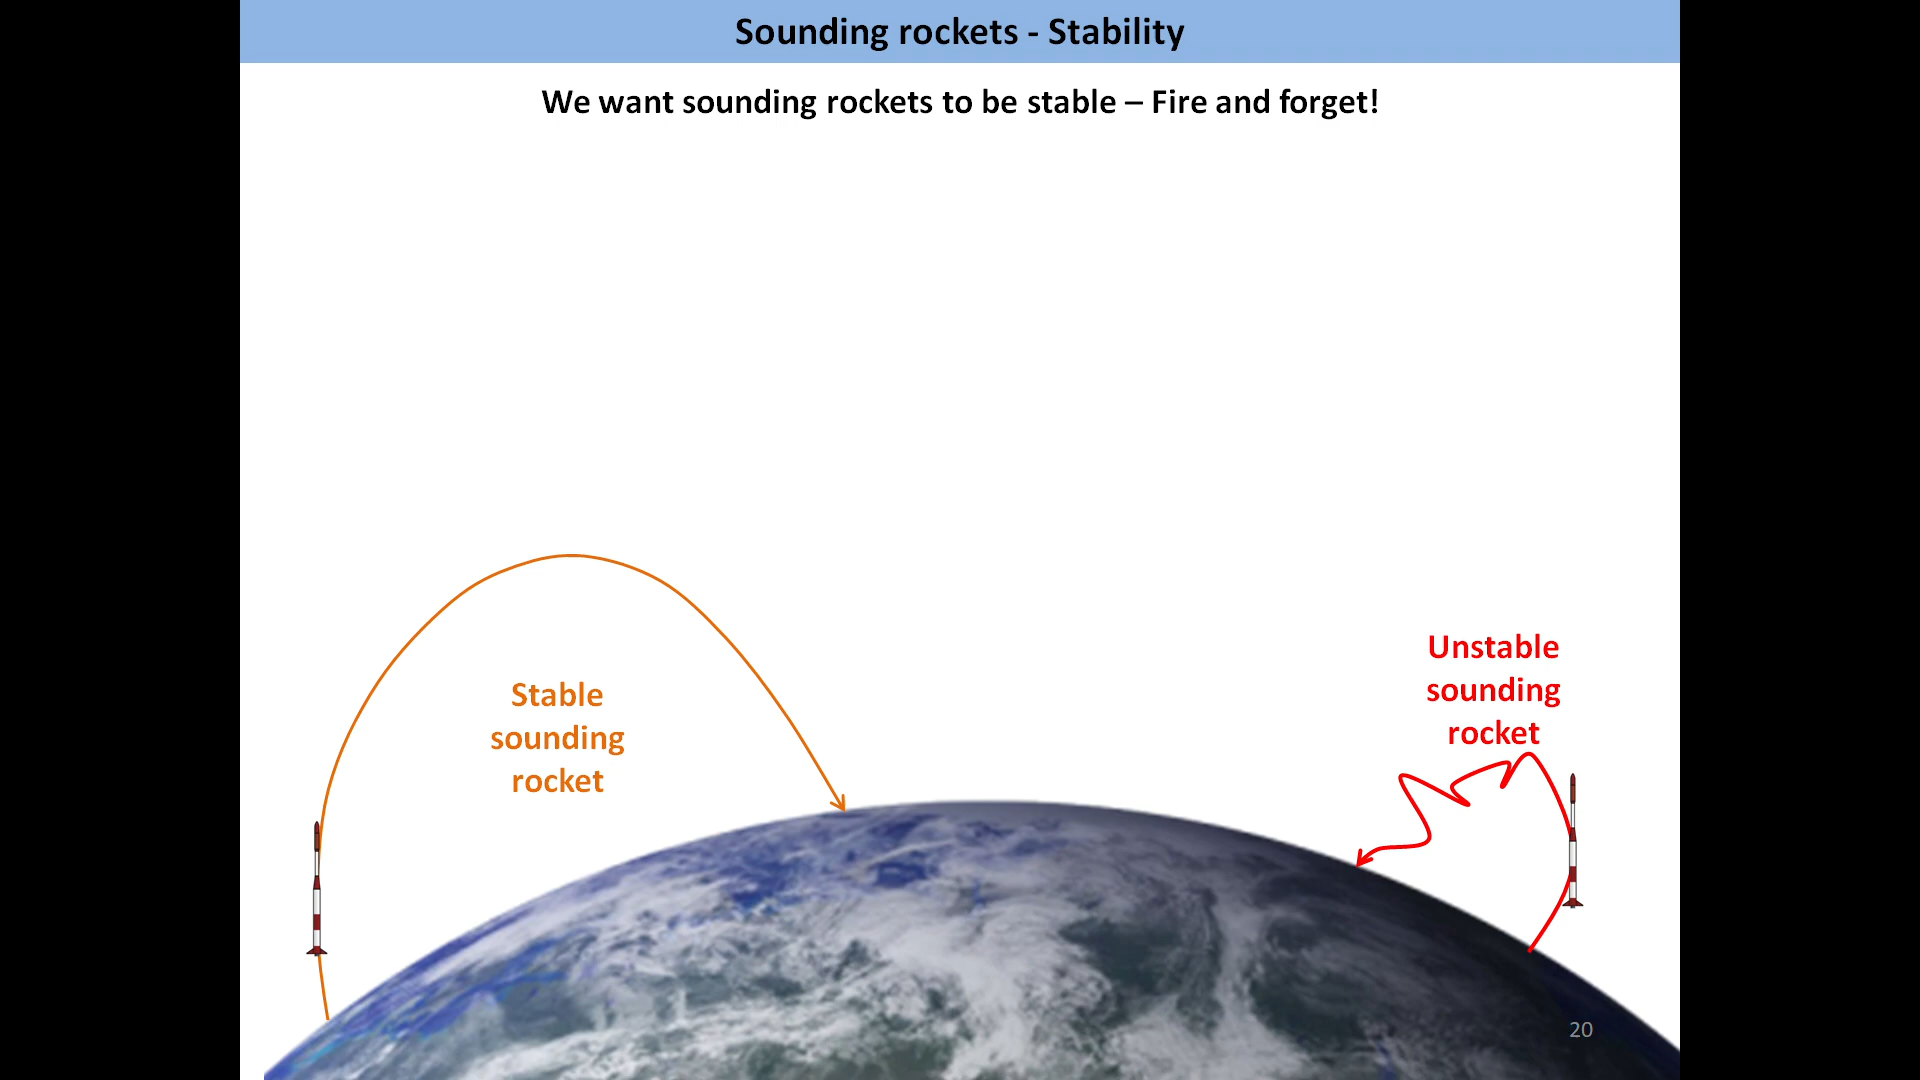 Sounding rockets - Stability
We want sounding rockets to be stable – Fire and forget!
Stable
sounding
rocket
Unstable
sounding
rocket
20